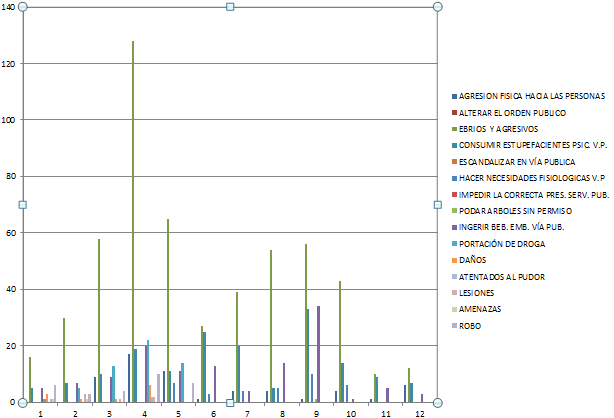 140
120
100
80
60
40
20
0
1 2 3 4 5 6 7 8 9 10 11 12
AGRESION FISICA HACIA LAS PERSONAS
ALTERAR EL ORDEN PUBLICO
EBRIOS Y AGRESIVOS
CONSUMIR ESTUPEFACIENTES PSIC. V.P.
ESCANDALIZAR EN VÍA PUBLICA
HACER NECESIDADES FISIOLOGICAS V.P
IMPEDIR LA CORRECTA PRES. SERV. PUB.
PODAR ARBOLES SIN PERMISO
INGERIR BEB. EMB. VÍA PUB.
PORTACIÓN DE DROGA
DAÑOS
ATENTADOS AL PUDOR
LESIONES
AMENAZAS
ROBO